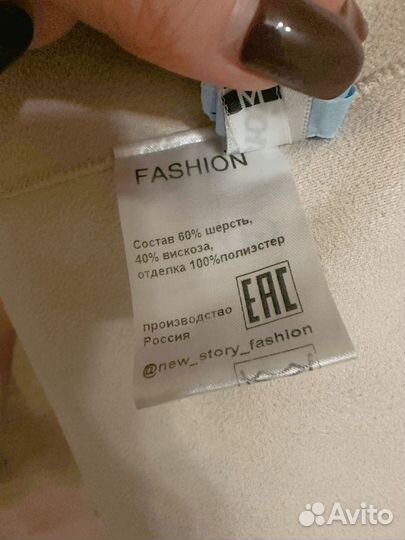 M
FASHION
Состав 60% шерсть,
40% вискоза,
отделка 100%полиэстер
EAC
производство
Россия
@new_story_fashion
Avito